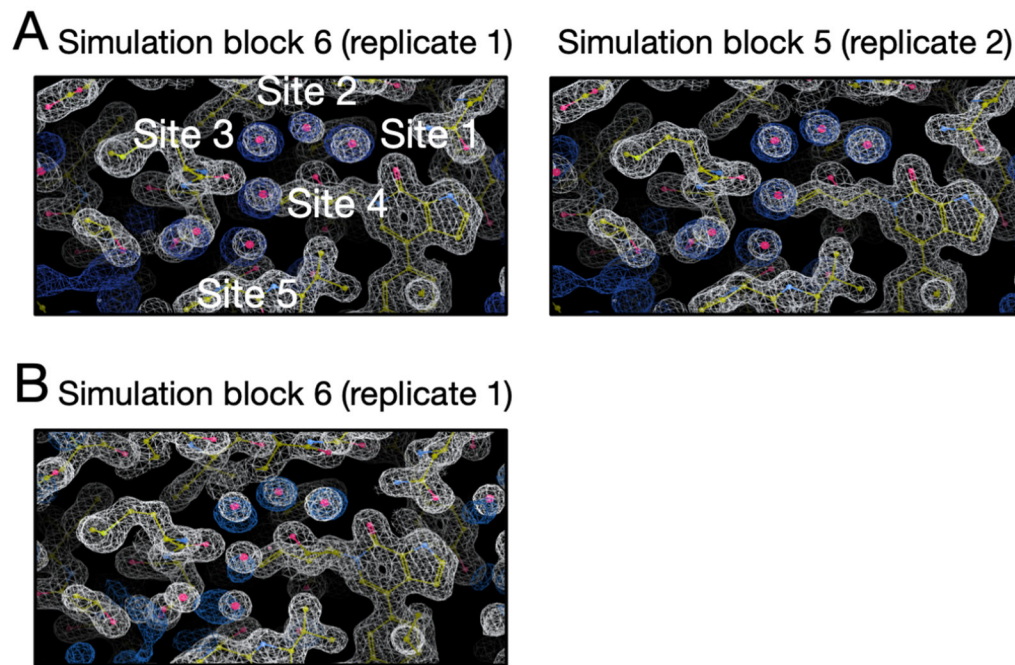 A Simulation block 6 (replicate 1) Simulation block 5 (replicate 2)
Site 2
Site 3 Site 1
Site 4
Site 5
B Simulation block 6 (replicate 1)